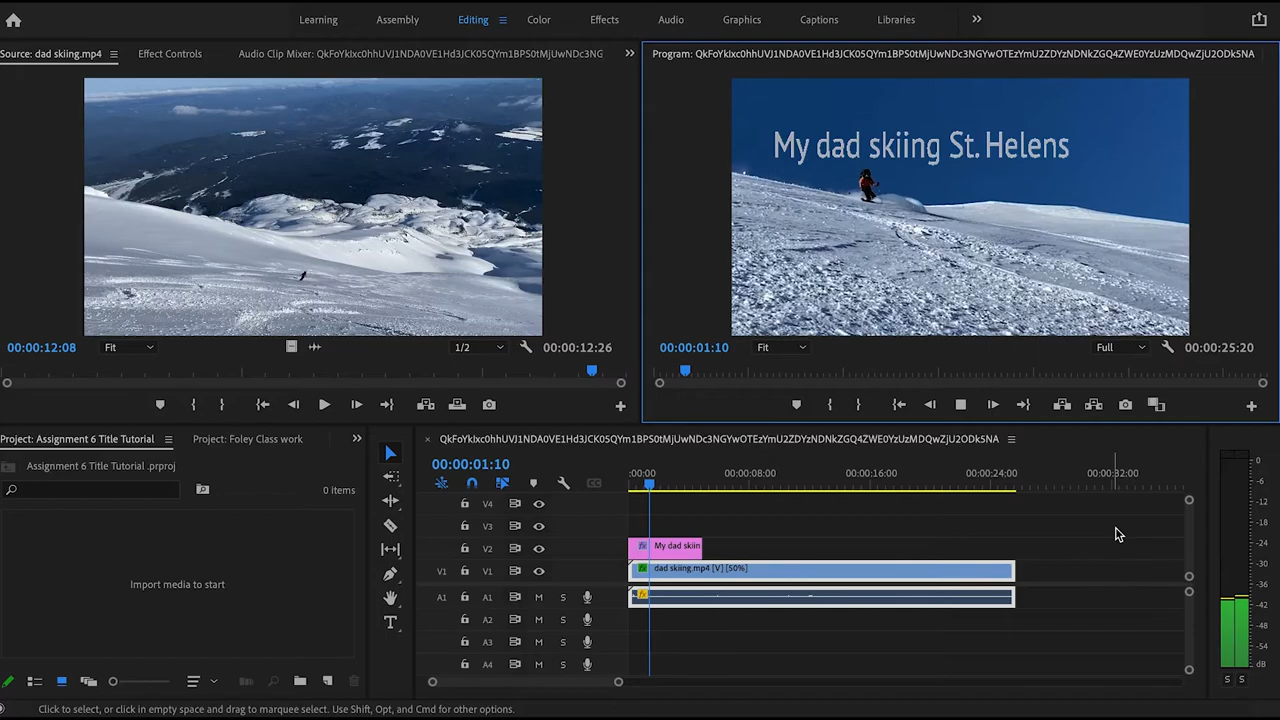 Learning Assembly Editing Color Effects Audio Graphics Captions Libraries
Source: dad skiing.mp4 Effect Controls Audio Clip Mixer: QkFoYkIxc0hhUVJ1NDA0VE1Hd3JCK05QYm1BPS0tMjUwNDc3NG
Program: QkFoYkIxc0hhUVJ1NDA0VE1Hd3JCK05QYm1BPS0tMjUwNDc3NGYwOTEzYmU2ZDYzNDNkZGQ4ZWE0YzUzMDQwZjU2ODk5NA
My dad skiing St. Helens
00:00:12:08 Fit 1/2 00:00:12:26
00:00:01:10 Fit Full 00:00:25:20
Project: Assignment 6 Title Tutorial Project: Foley Class work
Assignment 6 Title Tutorial .prproj
0 items
Import media to start
QkFoYkIxc0hhUVJ1NDA0VE1Hd3JCK05QYm1BPS0tMjUwNDc3NGYwOTEzYmU2ZDYzNDNkZGQ4ZWE0YzUzMDQwZjU2ODk5NA
00:00:01:10
:00:00 00:00:08:00 00:00:16:00 00:00:24:00 00:00:32:00
V4
V3
V2 fx My dad skiin
V1 V1 fx dad skiing.mp4 [V] [50%]
A1 A1 M S fx
A2 M S
A3 M S
A4 M S
0
-6
-12
-18
-24
-30
-36
-42
-48
-54
dB
S S
Click to select, or click in empty space and drag to marquee select. Use Shift, Opt, and Cmd for other options.